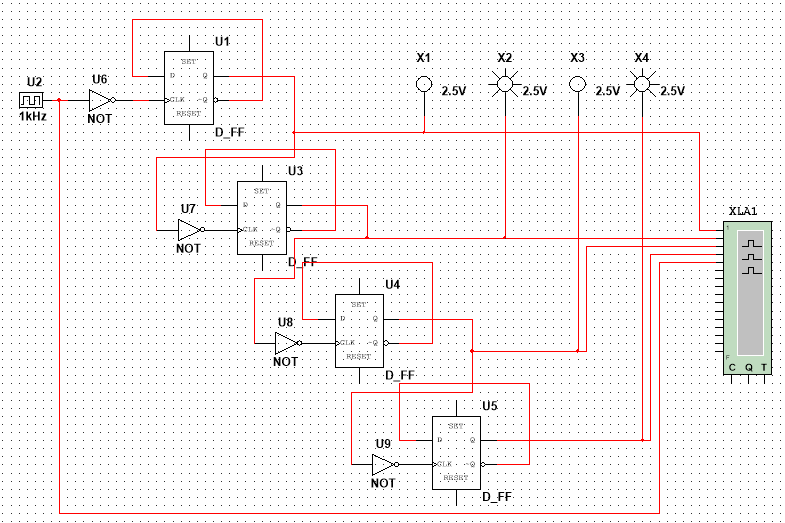 U1
X1
X2
X3
X4
SET
D
Q
U2
U6
2.5V
2.5V
2.5V
2.5V
CLK
~Q
1kHz
NOT
RESET
D_FF
U3
SET
D
Q
U7
XLA1
CLK
~Q
1
NOT
RESET
D_FF
U4
SET
D
Q
U8
CLK
~Q
F
NOT
RESET
C Q T
D_FF
U5
SET
D
Q
U9
CLK
~Q
NOT
RESET
D_FF